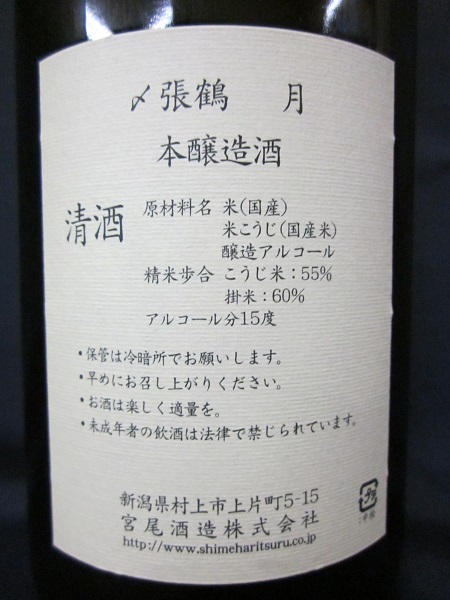 〆張鶴 月
本醸造酒
清酒
原材料名 米(国産)
米こうじ(国産米)
醸造アルコール
精米歩合 こうじ米：55%
掛米：60%
アルコール分15度
・保管は冷暗所でお願いします。
・早めにお召し上がりください。
・お酒は楽しく適量を。
・未成年者の飲酒は法律で禁じられています。
新潟県村上市上片町5-15
宮尾酒造株式会社
http://www.shimeharitsuru.co.jp